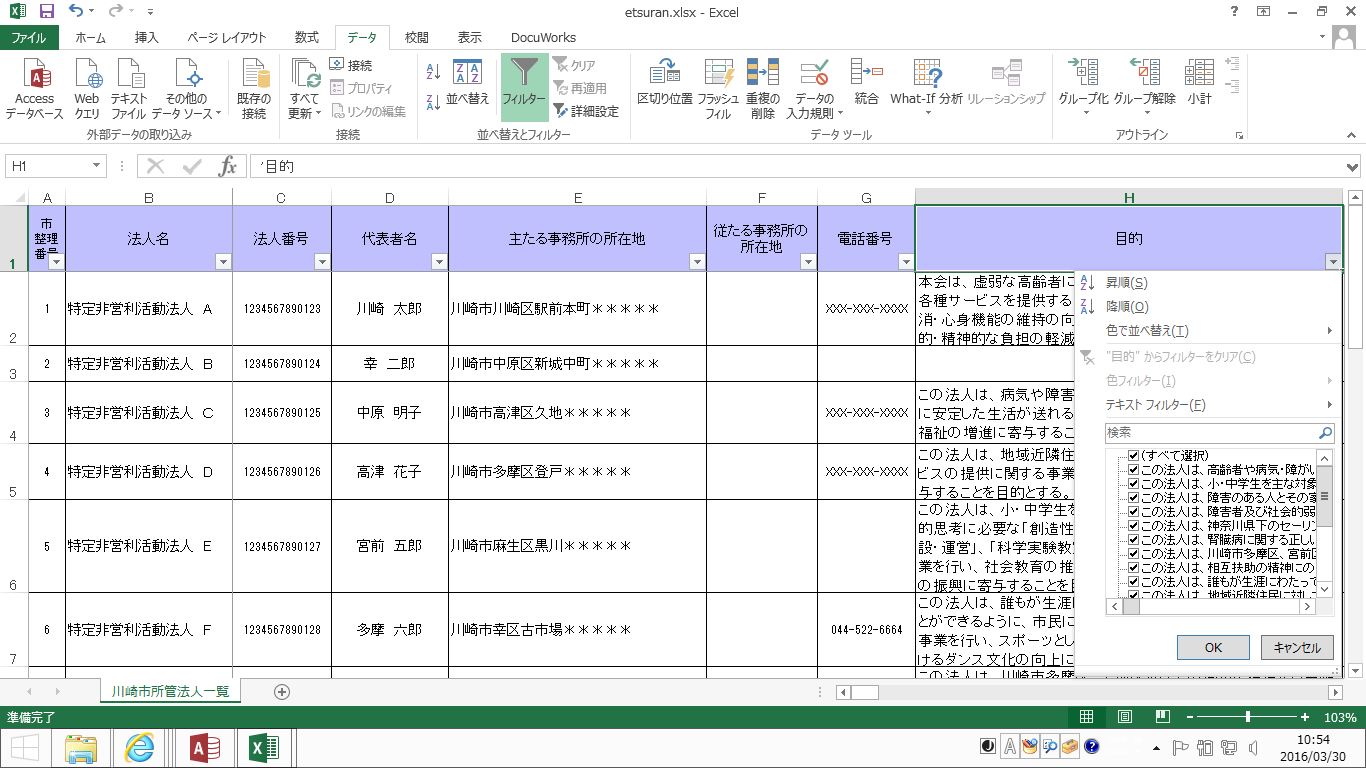 etsuran.xlsx - Excel
ファイル ホーム 挿入 ページ レイアウト 数式 データ 校閲 表示 DocuWorks
Access データベース
Web クエリ
テキスト ファイル
その他の データ ソース
既存の 接続
外部データの取り込み
すべて 更新
接続
プロパティ
リンクの編集
接続
並べ替え
フィルター
クリア
再適用
詳細設定
並べ替えとフィルター
区切り位置
フラッシュ フィル
重複の 削除
データの 入力規則
統合
What-If 分析
リレーションシップ
データ ツール
グループ化
グループ解除
小計
アウトライン
H1
'目的
A B C D E F G H
1 市整理番号 法人名 法人番号 代表者名 主たる事務所の所在地 従たる事務所の所在地 電話番号 目的
2 1 特定非営利活動法人 A 1234567890123 川崎 太郎 川崎市川崎区駅前本町＊＊＊＊＊ XXX-XXX-XXXX
本会は、虚弱な高齢者に
各種サービスを提供する
消・心身機能の維持の向
的・精神的な負担の軽減
3 2 特定非営利活動法人 B 1234567890124 幸 二郎 川崎市中原区新城中町＊＊＊＊＊
4 3 特定非営利活動法人 C 1234567890125 中原 明子 川崎市高津区久地＊＊＊＊＊ XXX-XXX-XXXX
この法人は、病気や障害
に安定した生活が送れる
福祉の増進に寄与するこ
5 4 特定非営利活動法人 D 1234567890126 高津 花子 川崎市多摩区登戸＊＊＊＊＊ XXX-XXX-XXXX
この法人は、地域近隣住
ビスの提供に関する事業
与することを目的とする。
6 5 特定非営利活動法人 E 1234567890127 宮前 五郎 川崎市麻生区黒川＊＊＊＊＊
この法人は、小・中学生を
的思考に必要な「創造性
設・運営」、「科学実験教
業を行い、社会教育の推
の振興に寄与することを
7 6 特定非営利活動法人 F 1234567890128 多摩 六郎 川崎市幸区古市場＊＊＊＊＊ 044-522-6664
この法人は、誰もが生涯
とができるように、市民に
事業を行い、スポーツとし
けるダンス文化の向上に
この法人は、川崎市多摩
昇順(S)
降順(O)
色で並べ替え(T)
"目的" からフィルターをクリア(C)
色フィルター(I)
テキスト フィルター(F)
検索
(すべて選択)
この法人は、高齢者や病気・障がい
この法人は、小・中学生を主な対象
この法人は、障害のある人とその家
この法人は、障害者及び社会的弱
この法人は、神奈川県下のセーリン
この法人は、腎臓病に関する正しい
この法人は、川崎市多摩区、宮前区
この法人は、相互扶助の精神にの
この法人は、誰もが生涯にわたって
この法人は、地域近隣住民に対し
OK キャンセル
川崎市所管法人一覧
準備完了
103%
10:54
2016/03/30